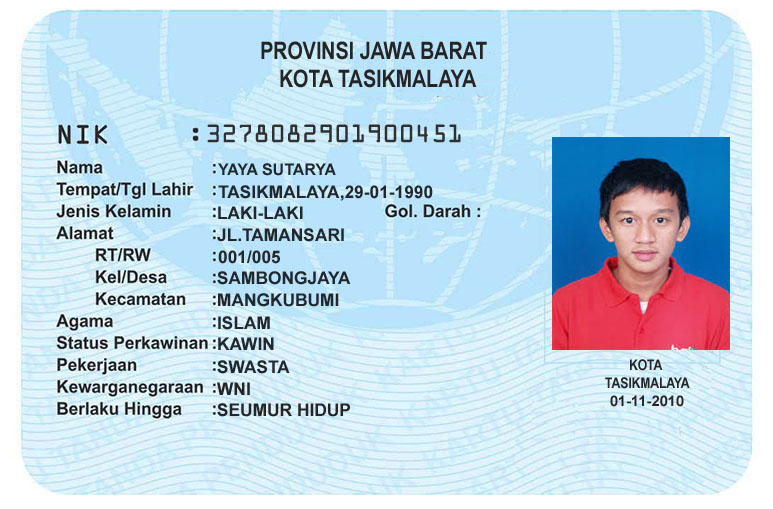 PROVINSI JAWA BARAT
KOTA TASIKMALAYA
NIK :3278082901900451
Nama :YAYA SUTARYA
Tempat/Tgl Lahir :TASIKMALAYA,29-01-1990
Jenis Kelamin :LAKI-LAKI Gol. Darah :
Alamat :JL.TAMANSARI
RT/RW :001/005
Kel/Desa :SAMBONGJAYA
Kecamatan :MANGKUBUMI
Agama :ISLAM
Status Perkawinan :KAWIN
Pekerjaan :SWASTA
Kewarganegaraan :WNI
Berlaku Hingga :SEUMUR HIDUP
KOTA
TASIKMALAYA
01-11-2010